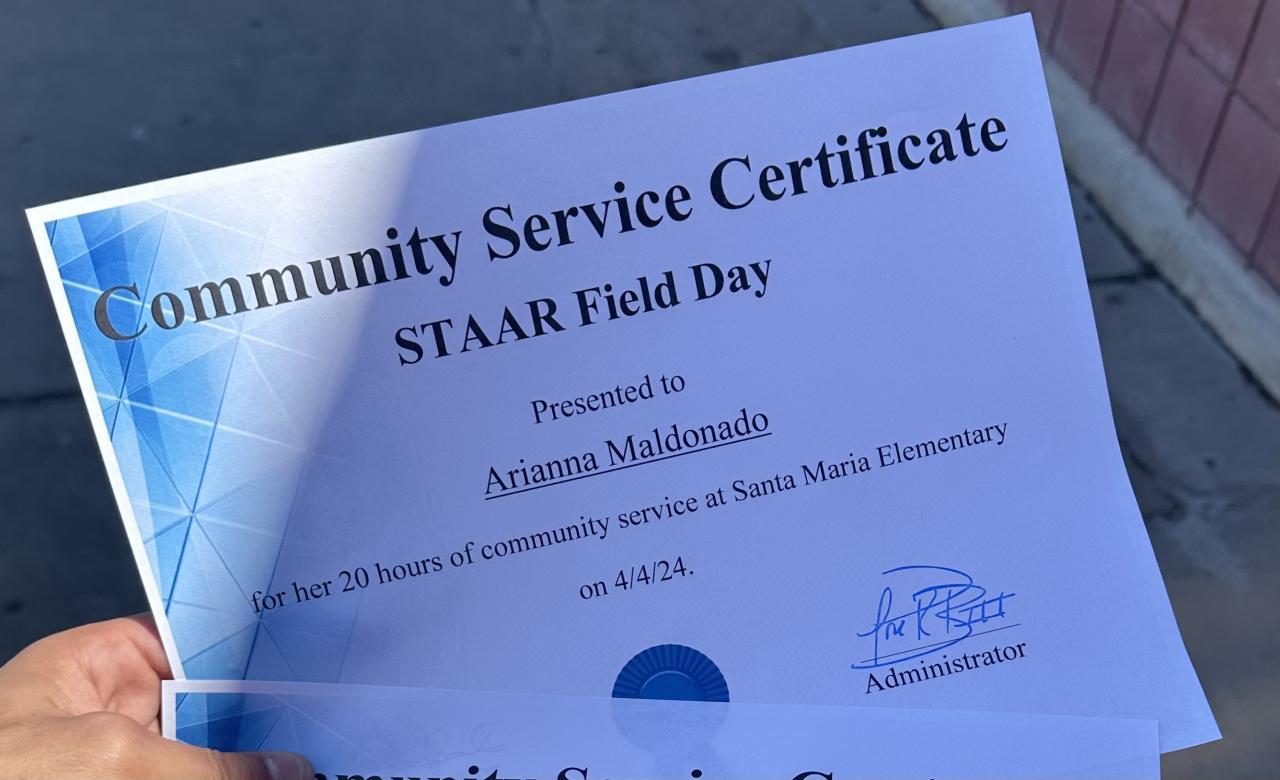 Community Service Certificate
STAAR Field Day
Presented to
Arianna Maldonado
for her 20 hours of community service at Santa Maria Elementary
on 4/4/24.
Administrator